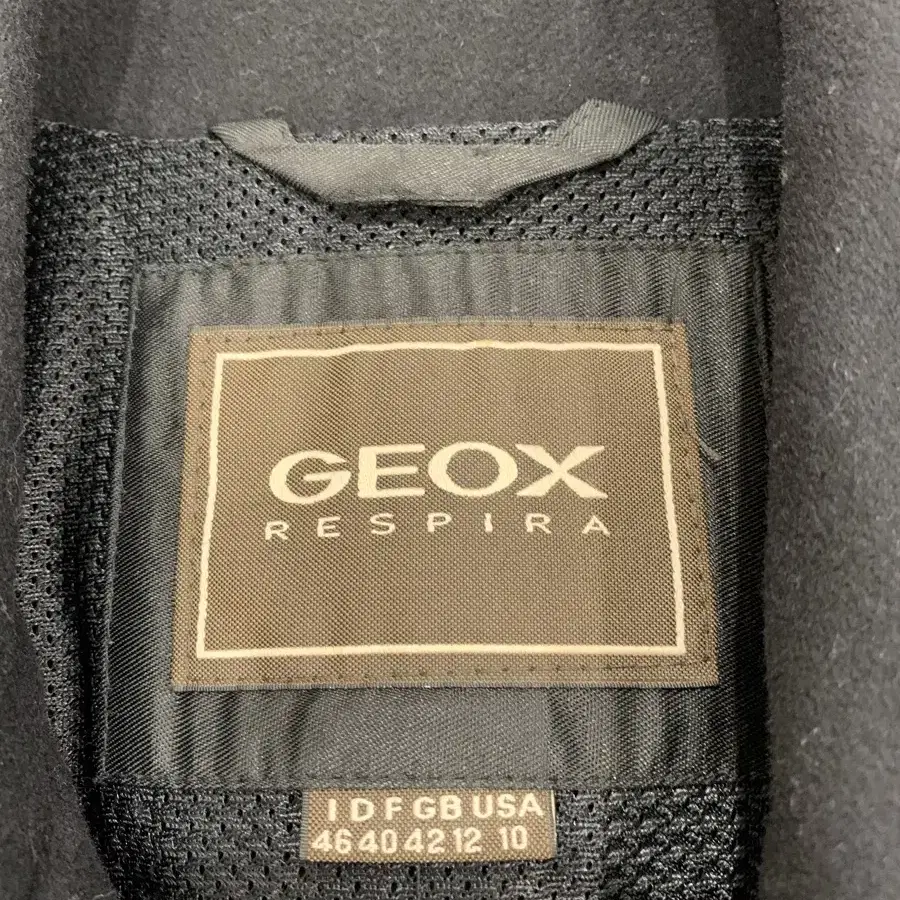 GEOX
RESPIRA
I D F GB USA
46 40 42 12 10